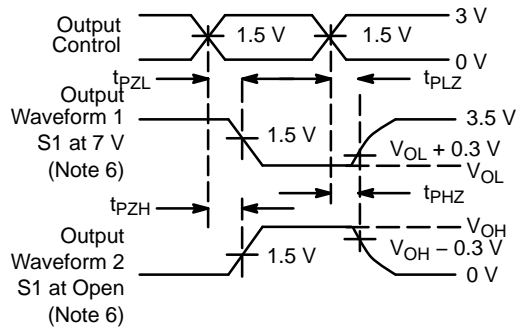 Output
Control
1.5 V
1.5 V
3 V
0 V
tPZL
tPLZ
Output
Waveform 1
S1 at 7 V
(Note 6)
1.5 V
3.5 V
VOL + 0.3 V
VOL
tPZH
tPHZ
Output
Waveform 2
S1 at Open
(Note 6)
1.5 V
VOH
VOH – 0.3 V
0 V